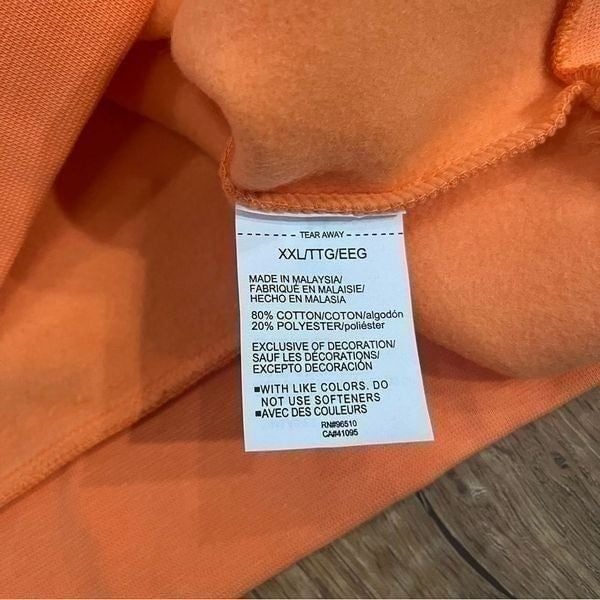 TEAR AWAY
XXL/TTG/EEG
MADE IN MALAYSIA/
FABRIQUÉ EN MALAISIE/
HECHO EN MALASIA
80% COTTON/COTON/algodón
20% POLYESTER/poliéster
EXCLUSIVE OF DECORATION/
SAUF LES DÉCORATIONS/
EXCEPTO DECORACIÓN
■WITH LIKE COLORS. DO
NOT USE SOFTENERS
■AVEC DES COULEURS
RN#96510
CA#41095